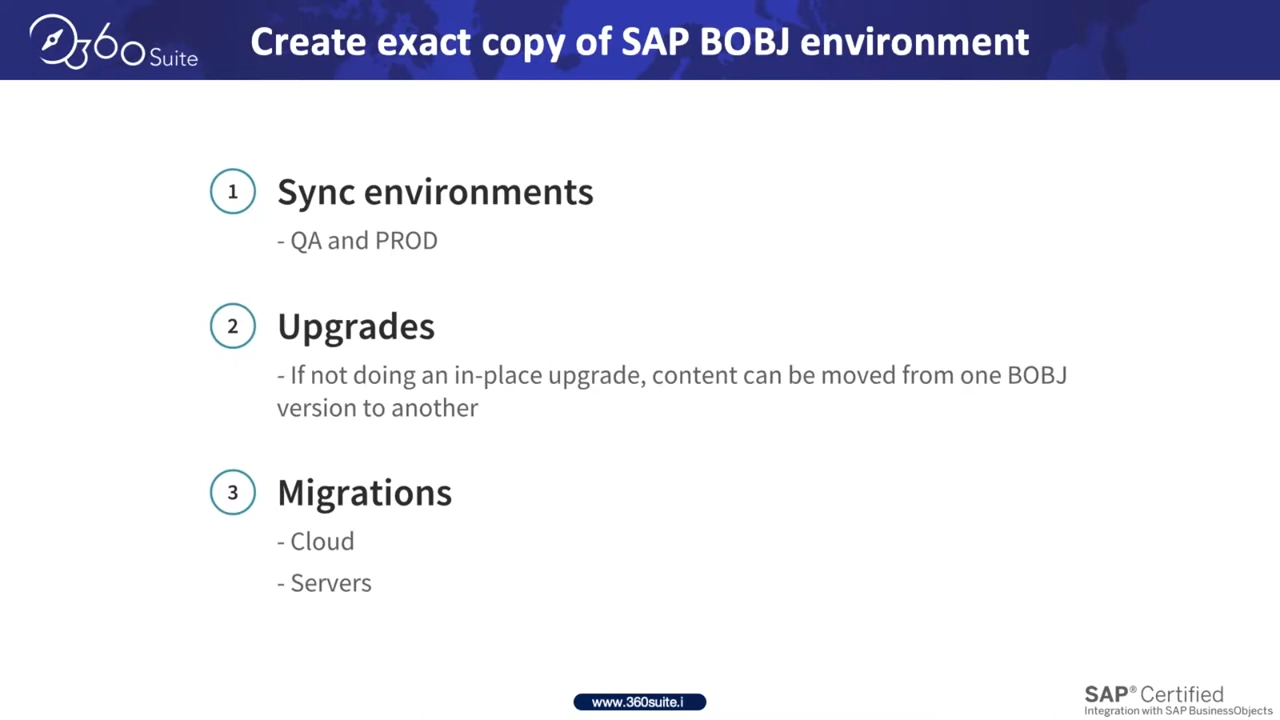 360Suite
Create exact copy of SAP BOBJ environment
1
Sync environments
- QA and PROD
2
Upgrades
- If not doing an in-place upgrade, content can be moved from one BOBJ
version to another
3
Migrations
- Cloud
- Servers
www.360suite.i
SAP® Certified
Integration with SAP BusinessObjects